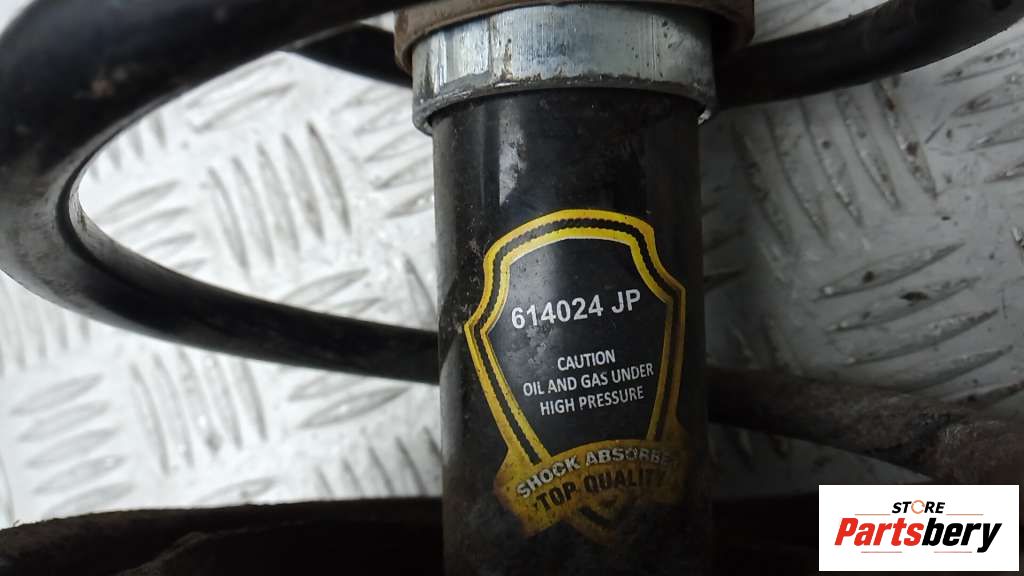 614024 JP
CAUTION
OIL AND GAS UNDER
HIGH PRESSURE
SHOCK ABSORBER
TOP QUALITY
STORE
Partsbery